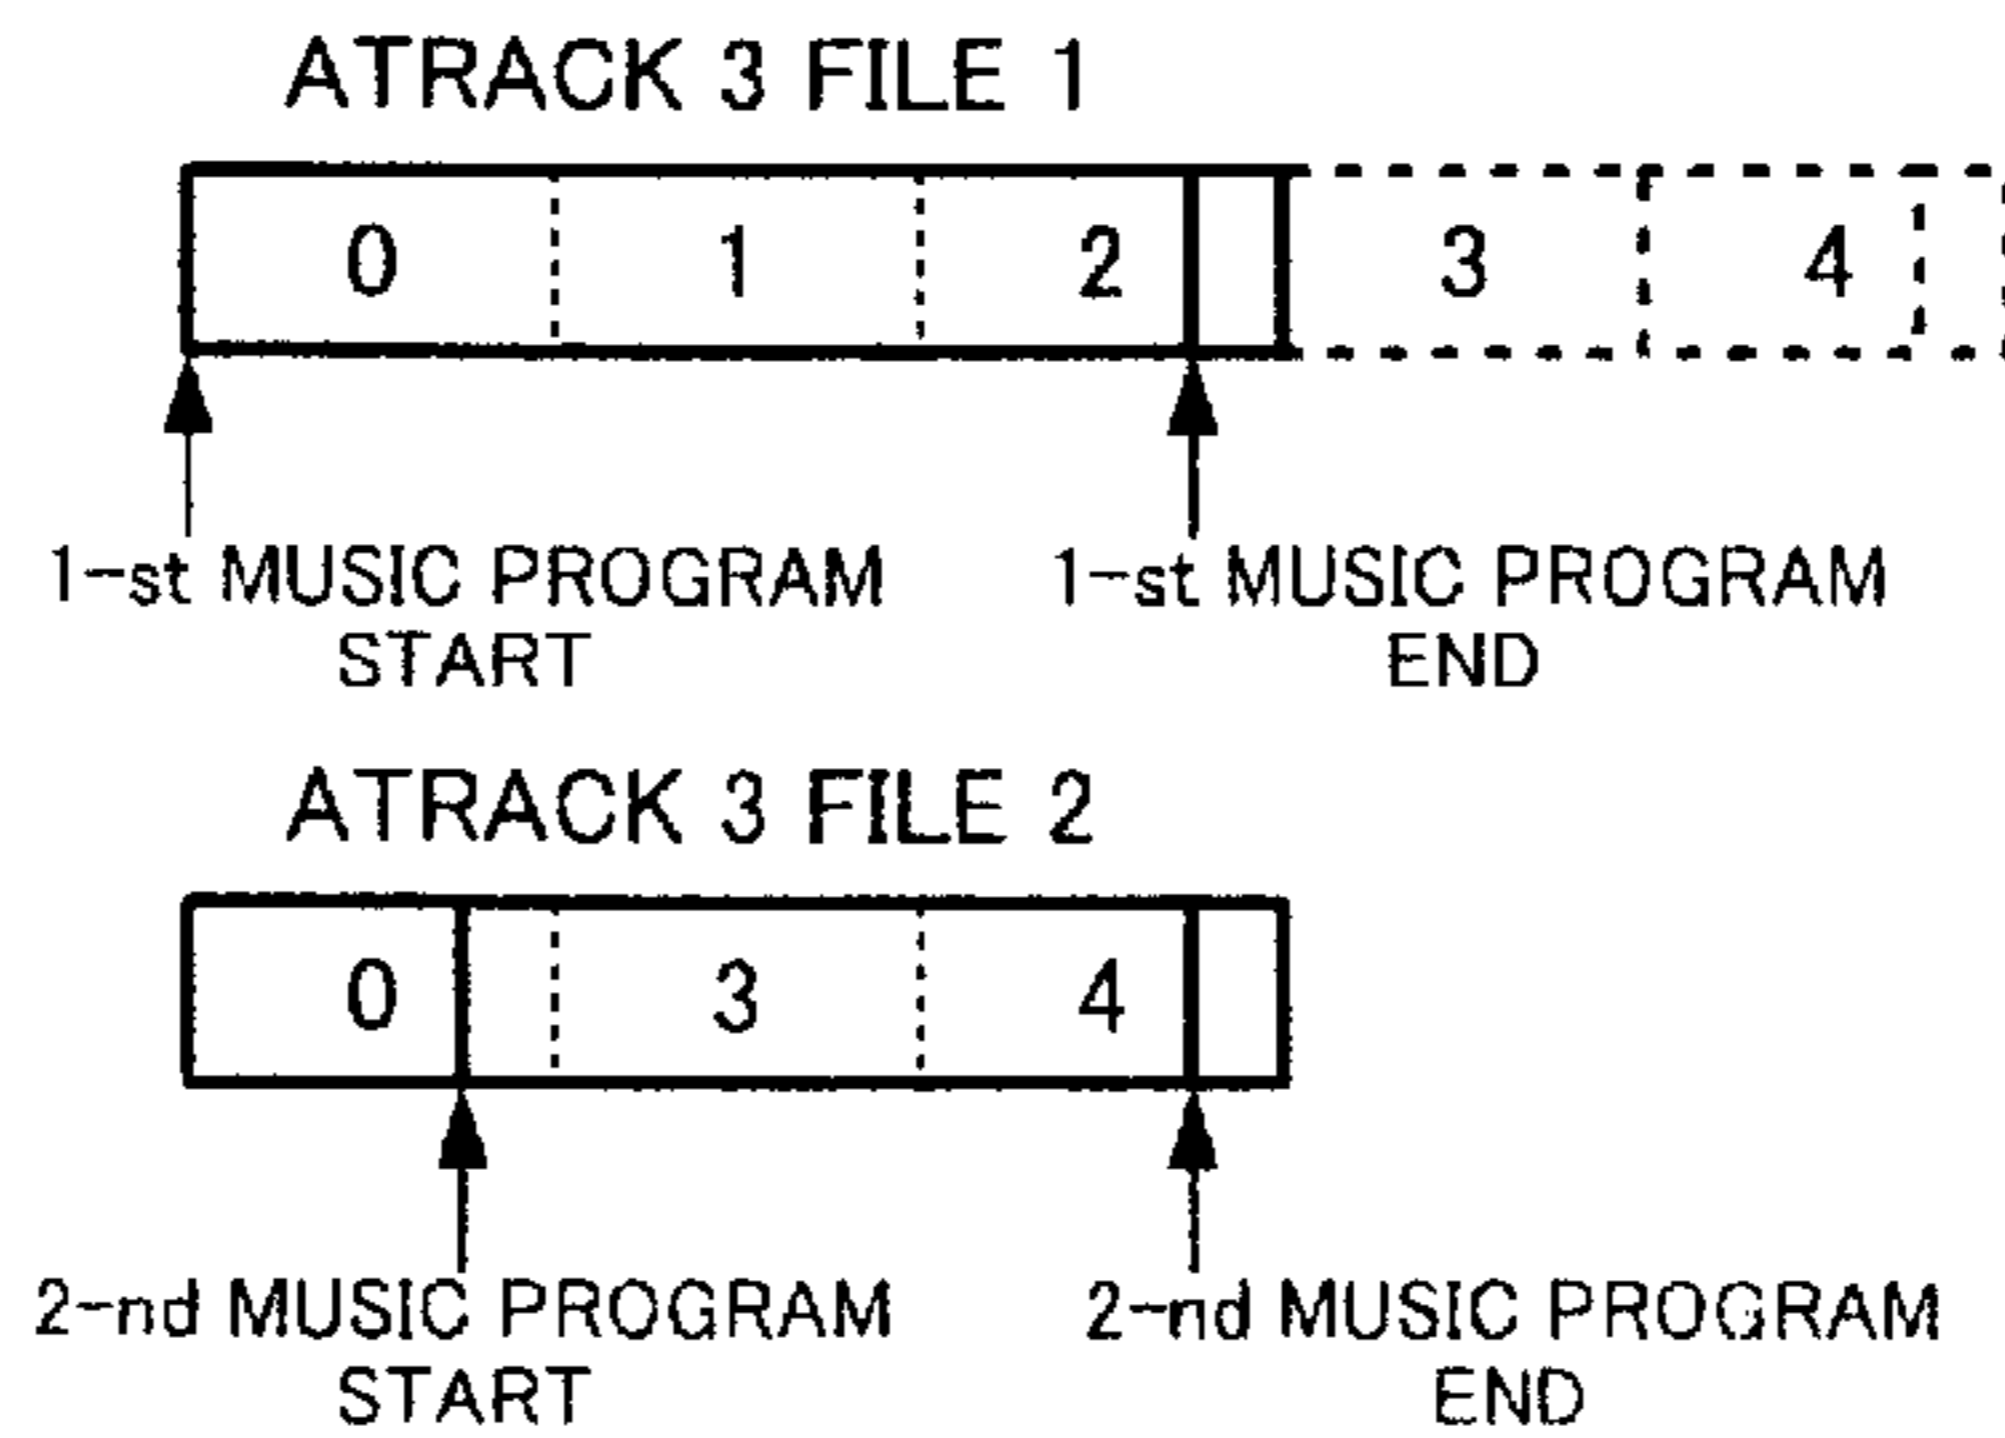 ATRACK 3 FILE 1
0 1 2 3 4
1-st MUSIC PROGRAM START
1-st MUSIC PROGRAM END
ATRACK 3 FILE 2
0 3 4
2-nd MUSIC PROGRAM START
2-nd MUSIC PROGRAM END